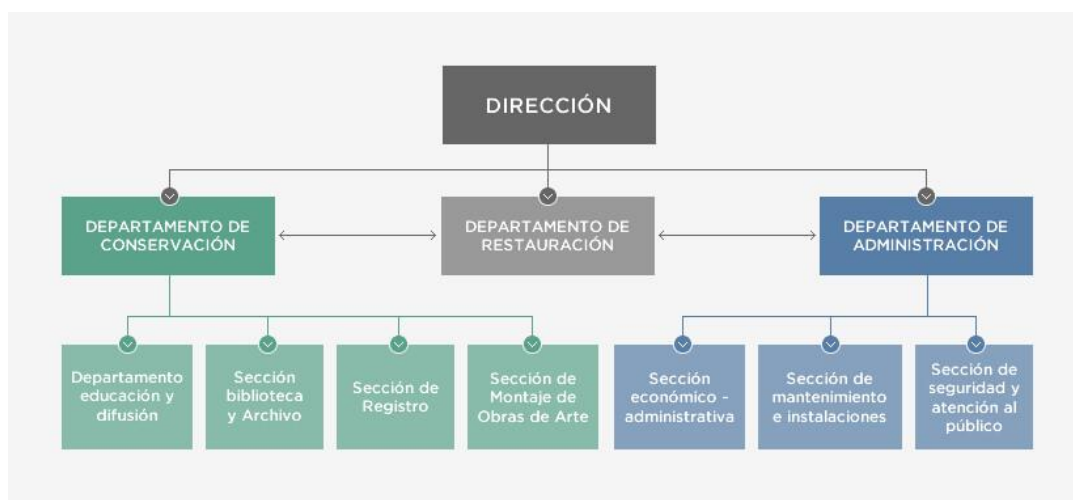 DIRECCIÓN
DEPARTAMENTO DE
CONSERVACIÓN
DEPARTAMENTO DE
RESTAURACIÓN
DEPARTAMENTO DE
ADMINISTRACIÓN
Departamento
educación y
difusión
Sección
biblioteca
y Archivo
Sección de
Registro
Sección de
Montaje de
Obras de Arte
Sección
económico -
administrativa
Sección de
mantenimiento
e instalaciones
Sección de
seguridad y
atención al
público